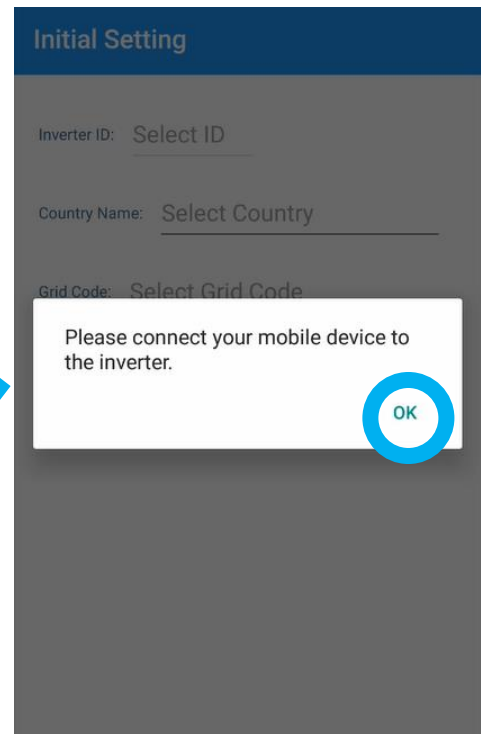 Initial Setting
Inverter ID: Select ID
Country Name: Select Country
Grid Code: Select Grid Code
Please connect your mobile device to
the inverter.
OK